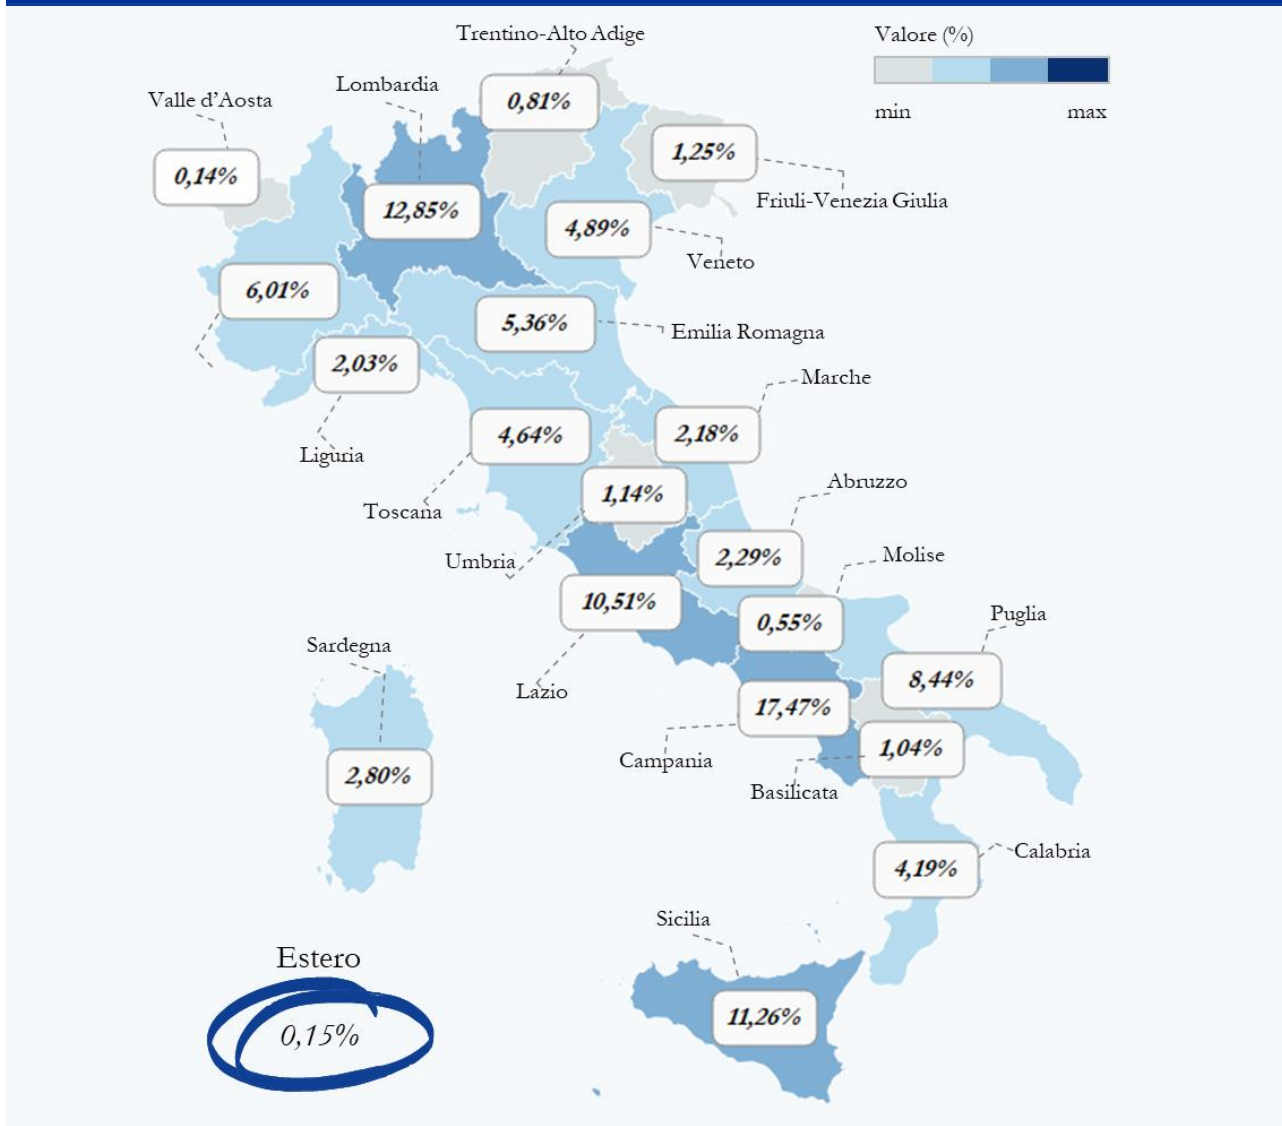 Trentino-Alto Adige
Valore (%)
min
max
Lombardia
Valle d'Aosta
0,81%
0,14%
1,25%
Friuli-Venezia Giulia
12,85%
4,89%
Veneto
6,01%
5,36%
Emilia Romagna
2,03%
Marche
Liguria
4,64%
2,18%
Toscana
1,14%
Abruzzo
Umbria
2,29%
Molise
10,51%
0,55%
Puglia
Sardegna
Lazio
8,44%
17,47%
Campania
1,04%
Basilicata
2,80%
Calabria
4,19%
Sicilia
11,26%
Estero
0,15%